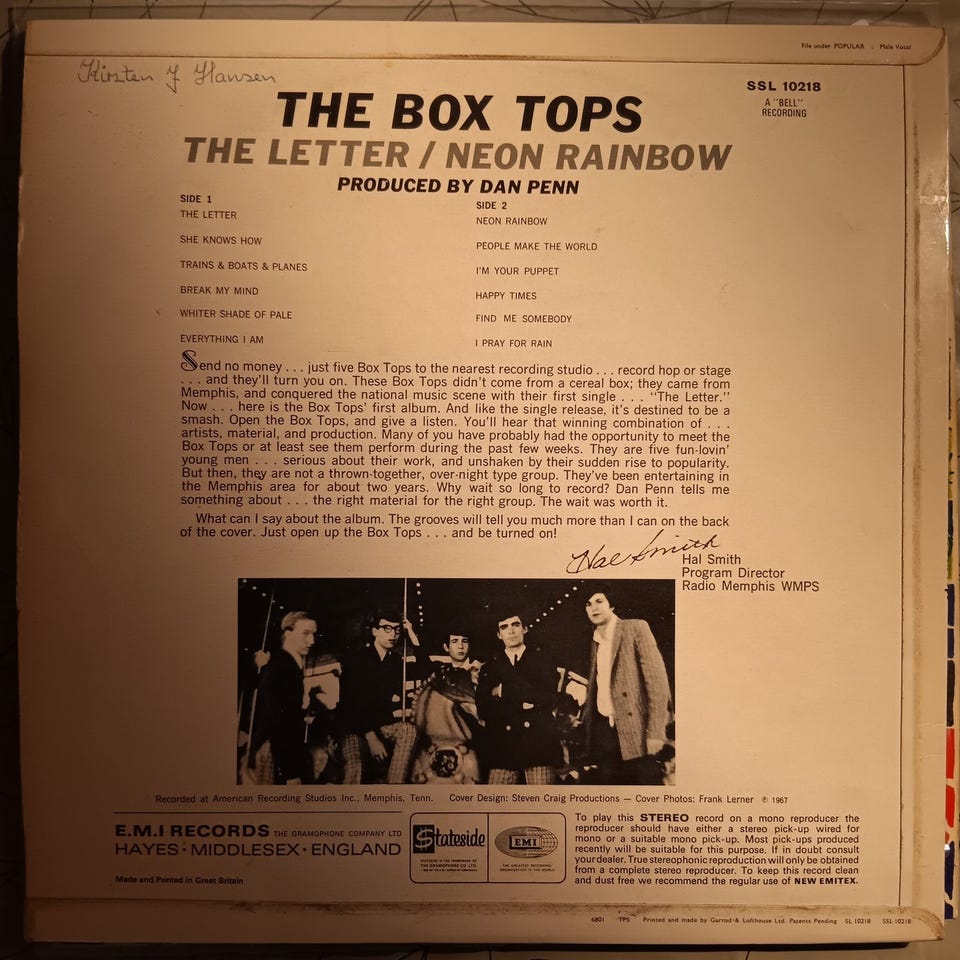 File under POPULAR : Male Vocal
Kirsten J Hansen
SSL 10218
A "BELL"
RECORDING
THE BOX TOPS
THE LETTER / NEON RAINBOW
PRODUCED BY DAN PENN
SIDE 1
THE LETTER
SHE KNOWS HOW
TRAINS & BOATS & PLANES
BREAK MY MIND
WHITER SHADE OF PALE
EVERYTHING I AM
SIDE 2
NEON RAINBOW
PEOPLE MAKE THE WORLD
I'M YOUR PUPPET
HAPPY TIMES
FIND ME SOMEBODY
I PRAY FOR RAIN
Send no money . . . just five Box Tops to the nearest recording studio . . . record hop or stage
. . . and they'll turn you on. These Box Tops didn't come from a cereal box; they came from
Memphis, and conquered the national music scene with their first single . . . "The Letter."
Now . . . here is the Box Tops' first album. And like the single release, it's destined to be a
smash. Open the Box Tops, and give a listen. You'll hear that winning combination of . . .
artists, material, and production. Many of you have probably had the opportunity to meet the
Box Tops or at least see them perform during the past few weeks. They are five fun-lovin'
young men . . . serious about their work, and unshaken by their sudden rise to popularity.
But then, they are not a thrown-together, over-night type group. They've been entertaining in
the Memphis area for about two years. Why wait so long to record? Dan Penn tells me
something about . . . the right material for the right group. The wait was worth it.
What can I say about the album. The grooves will tell you much more than I can on the back
of the cover. Just open up the Box Tops . . . and be turned on!
Hal Smith
Hal Smith
Program Director
Radio Memphis WMPS
Recorded at American Recording Studios Inc., Memphis, Tenn. Cover Design: Steven Craig Productions — Cover Photos: Frank Lerner ℗ 1967
E.M.I RECORDS THE GRAMOPHONE COMPANY LTD
HAYES · MIDDLESEX · ENGLAND
Made and Printed in Great Britain
Stateside
STATESIDE IS THE TRADEMARK OF
THE GRAMOPHONE CO. LTD
EMI
THE GREATEST RECORDING
ORGANISATION IN THE WORLD
To play this STEREO record on a mono reproducer the
reproducer should have either a stereo pick-up wired for
mono or a suitable mono pick-up. Most pick-ups produced
recently will be suitable for this purpose. If in doubt consult
your dealer. True stereophonic reproduction will only be obtained
from a complete stereo reproducer. To keep this record clean
and dust free we recommend the regular use of NEW EMITEX.
6801 TPS Printed and made by Garrod & Lofthouse Ltd. Patents Pending SL 10218 SSL 10218